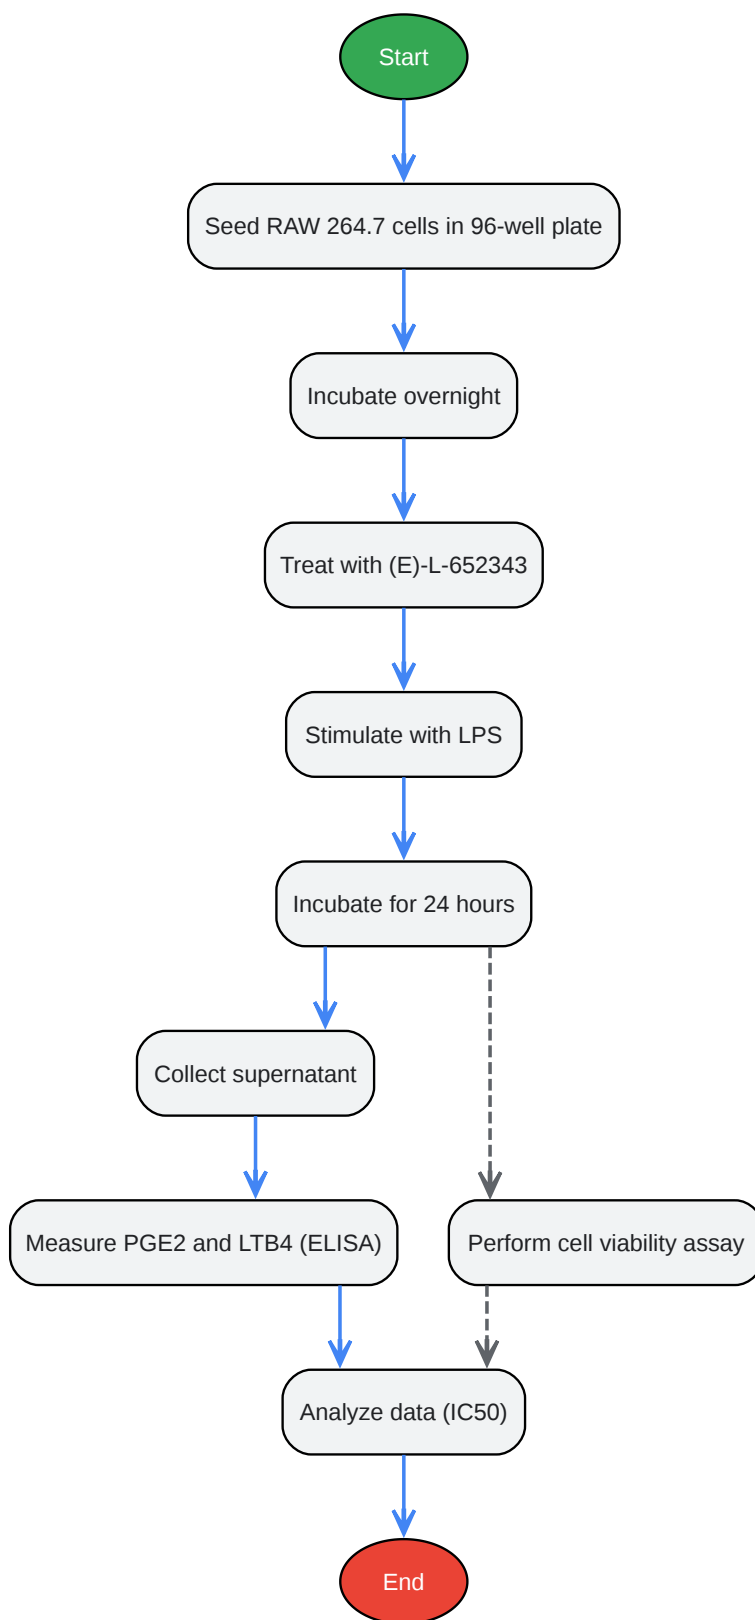 Start
Seed RAW 264.7 cells in 96-well plate
Incubate overnight
Treat with (E)-L-652343
Stimulate with LPS
Incubate for 24 hours
Collect supernatant
Measure PGE2 and LTB4 (ELISA)
Perform cell viability assay
Analyze data (IC50)
End